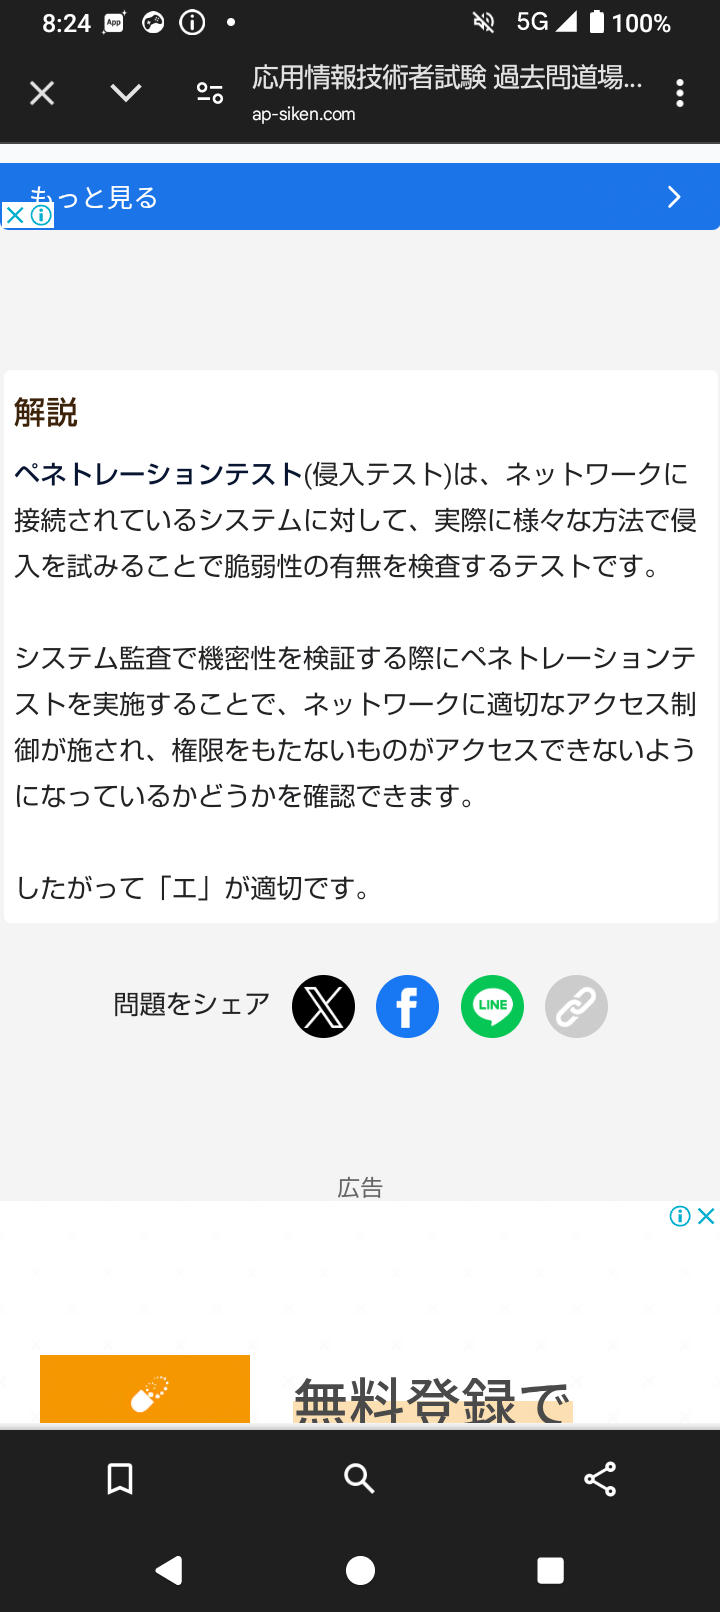 8:24
5G 100%
応用情報技術者試験 過去問道場...
ap-siken.com
もっと見る
解説
ペネトレーションテスト(侵入テスト)は、ネットワークに
接続されているシステムに対して、実際に様々な方法で侵
入を試みることで脆弱性の有無を検査するテストです。
システム監査で機密性を検証する際にペネトレーションテ
ストを実施することで、ネットワークに適切なアクセス制
御が施され、権限をもたないものがアクセスできないよう
になっているかどうかを確認できます。
したがって「エ」が適切です。
問題をシェア
LINE
広告
無料登録で